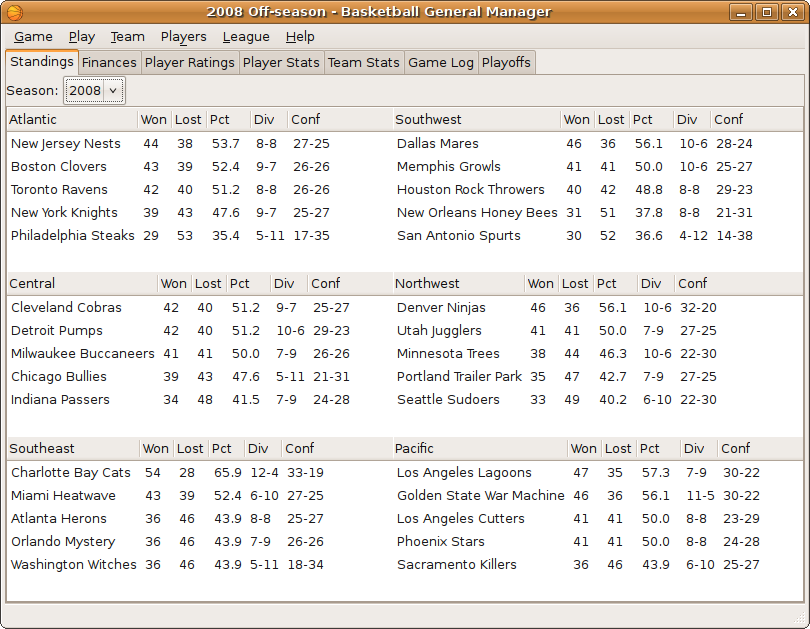 2008 Off-season - Basketball General Manager
Game Play Team Players League Help
Standings Finances Player Ratings Player Stats Team Stats Game Log Playoffs
Season: 2008
Atlantic Won Lost Pct Div Conf
New Jersey Nests 44 38 53.7 8-8 27-25
Boston Clovers 43 39 52.4 9-7 26-26
Toronto Ravens 42 40 51.2 8-8 26-26
New York Knights 39 43 47.6 9-7 25-27
Philadelphia Steaks 29 53 35.4 5-11 17-35
Southwest Won Lost Pct Div Conf
Dallas Mares 46 36 56.1 10-6 28-24
Memphis Growls 41 41 50.0 10-6 25-27
Houston Rock Throwers 40 42 48.8 8-8 29-23
New Orleans Honey Bees 31 51 37.8 8-8 21-31
San Antonio Spurts 30 52 36.6 4-12 14-38
Central Won Lost Pct Div Conf
Cleveland Cobras 42 40 51.2 9-7 25-27
Detroit Pumps 42 40 51.2 10-6 29-23
Milwaukee Buccaneers 41 41 50.0 7-9 26-26
Chicago Bullies 39 43 47.6 5-11 21-31
Indiana Passers 34 48 41.5 7-9 24-28
Northwest Won Lost Pct Div Conf
Denver Ninjas 46 36 56.1 10-6 32-20
Utah Jugglers 41 41 50.0 7-9 27-25
Minnesota Trees 38 44 46.3 10-6 22-30
Portland Trailer Park 35 47 42.7 7-9 27-25
Seattle Sudoers 33 49 40.2 6-10 22-30
Southeast Won Lost Pct Div Conf
Charlotte Bay Cats 54 28 65.9 12-4 33-19
Miami Heatwave 43 39 52.4 6-10 27-25
Atlanta Herons 36 46 43.9 8-8 25-27
Orlando Mystery 36 46 43.9 7-9 26-26
Washington Witches 36 46 43.9 5-11 18-34
Pacific Won Lost Pct Div Conf
Los Angeles Lagoons 47 35 57.3 7-9 30-22
Golden State War Machine 46 36 56.1 11-5 30-22
Los Angeles Cutters 41 41 50.0 8-8 23-29
Phoenix Stars 41 41 50.0 8-8 24-28
Sacramento Killers 36 46 43.9 6-10 25-27